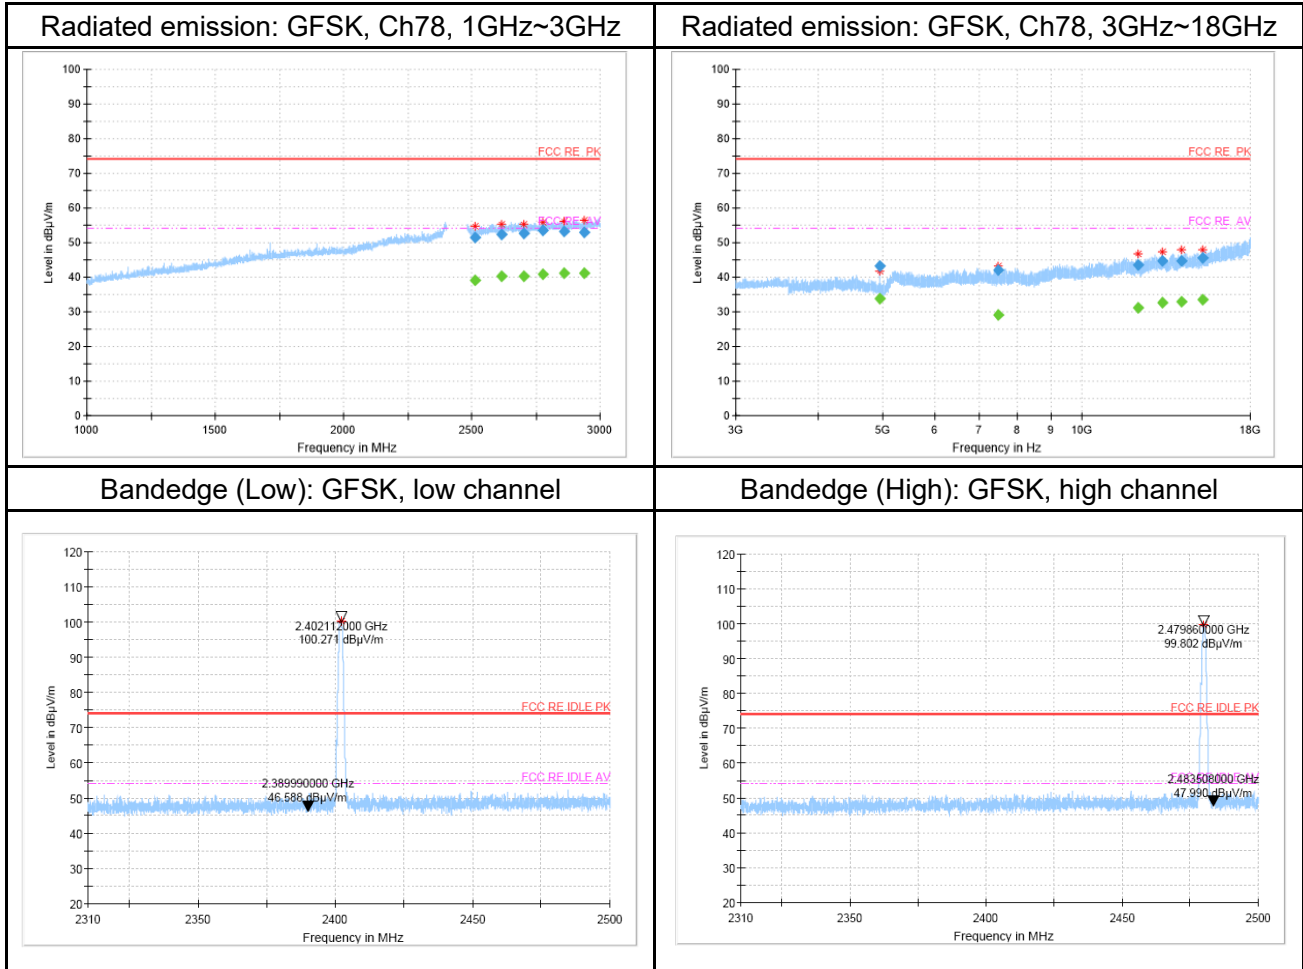 Radiated emission: GFSK, Ch78, 1GHz~3GHz
Radiated emission: GFSK, Ch78, 3GHz~18GHz
100
90
80
70
60
50
40
30
20
10
0
Level in dBµV/m
FCC RE PK
FCC RE AV
1000
1500
2000
2500
3000
Frequency in MHz
100
90
80
70
60
50
40
30
20
10
0
Level in dBµV/m
FCC RE PK
FCC RE AV
3G
5G
6
7
8
9
10G
18G
Frequency in Hz
Bandedge (Low): GFSK, low channel
Bandedge (High): GFSK, high channel
120
110
100
90
80
70
60
50
40
30
20
Level in dBµV/m
2.402112000 GHz
100.271 dBµV/m
FCC RE IDLE PK
FCC RE IDLE AV
2.389990000 GHz
46.588 dBµV/m
2310
2350
2400
2450
2500
Frequency in MHz
120
110
100
90
80
70
60
50
40
30
20
Level in dBµV/m
2.479860000 GHz
99.802 dBµV/m
FCC RE IDLE PK
FCC RE IDLE AV
2.483508000 GHz
47.990 dBµV/m
2310
2350
2400
2450
2500
Frequency in MHz